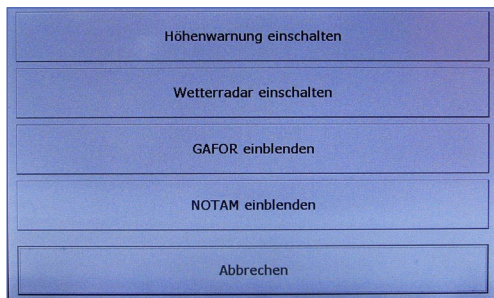 Höhenwarnung einschalten
Wetterradar einschalten
GAFOR einblenden
NOTAM einblenden
Abbrechen